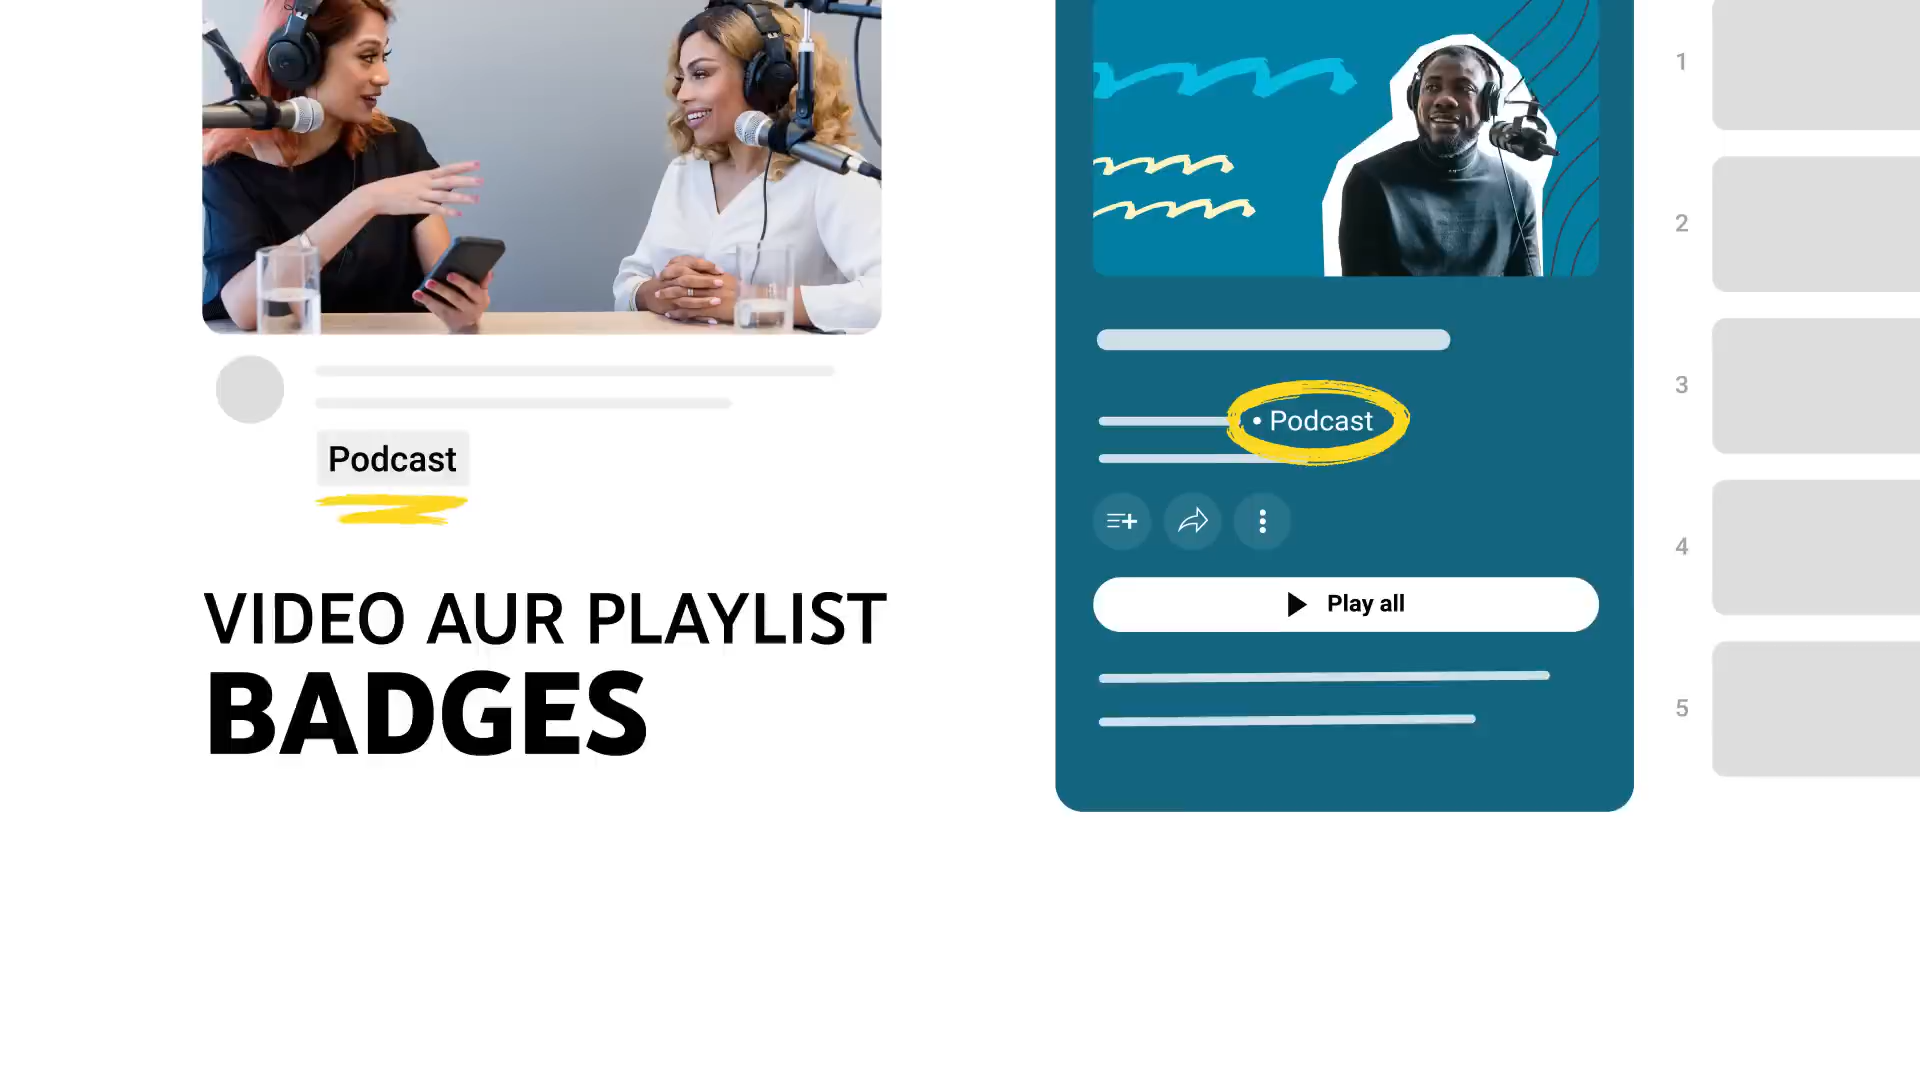 Podcast
VIDEO AUR PLAYLIST
BADGES
• Podcast
Play all
1
2
3
4
5